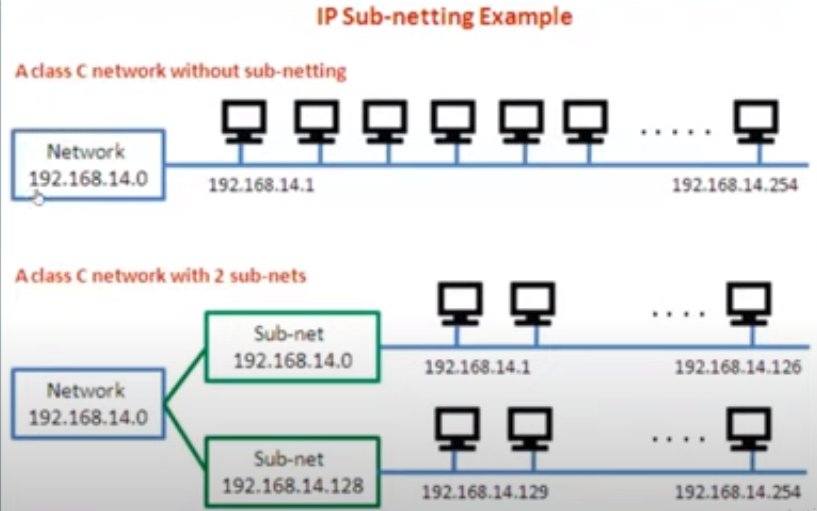 IP Sub-netting Example
A class C network without sub-netting
Network
192.168.14.0
192.168.14.1
192.168.14.254
A class C network with 2 sub-nets
Sub-net
192.168.14.0
192.168.14.1
192.168.14.126
Network
192.168.14.0
Sub-net
192.168.14.128
192.168.14.129
192.168.14.254